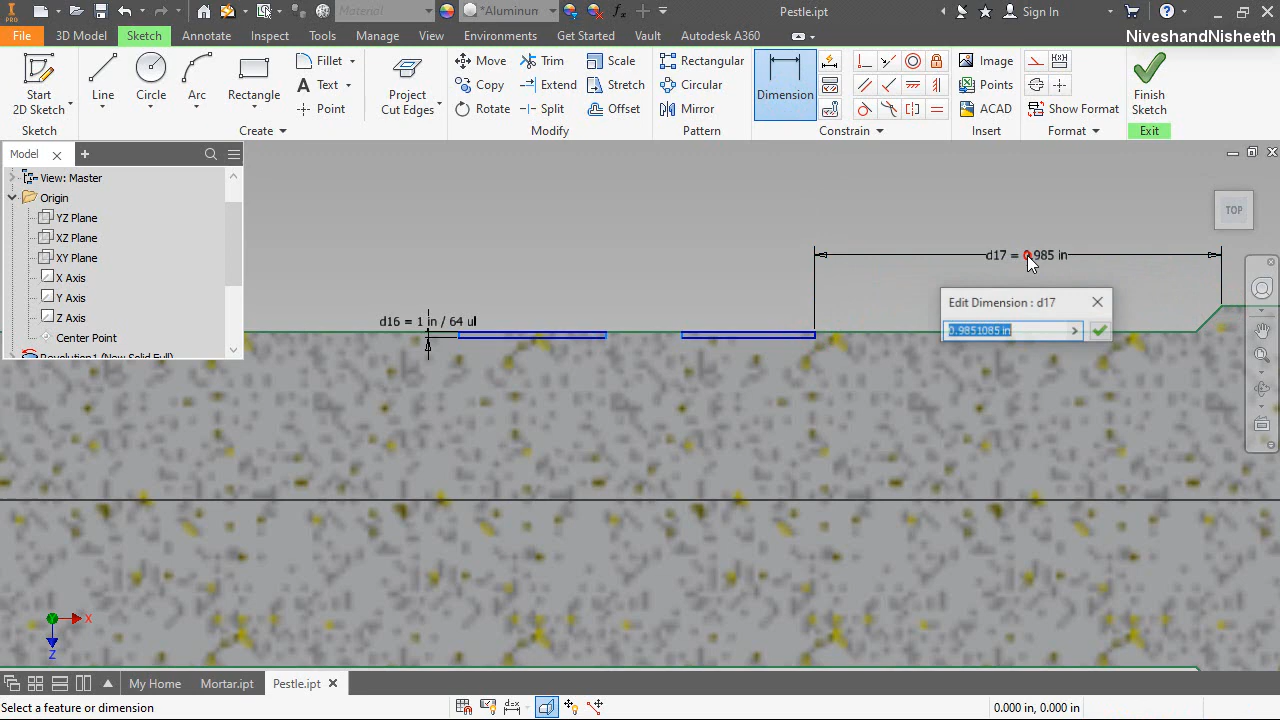 PRO
Material
*Aluminum
Pestle.ipt
Sign In
File
3D Model
Sketch
Annotate
Inspect
Tools
Manage
View
Environments
Get Started
Vault
Autodesk A360
NiveshandNisheeth
Start
2D Sketch
Line
Circle
Arc
Rectangle
Fillet
Text
Point
Project
Cut Edges
Move
Copy
Rotate
Trim
Extend
Split
Scale
Stretch
Offset
Rectangular
Circular
Mirror
Dimension
Image
Points
ACAD
Show Format
Finish
Sketch
Sketch
Create
Modify
Pattern
Constrain
Insert
Format
Exit
Model
View: Master
Origin
YZ Plane
XZ Plane
XY Plane
X Axis
Y Axis
Z Axis
Center Point
TOP
d17 = 0.985 in
Edit Dimension : d17
0.9851085 in
d16 = 1 in / 64 ul
X
Z
My Home
Mortar.ipt
Pestle.ipt
Select a feature or dimension
0.000 in, 0.000 in